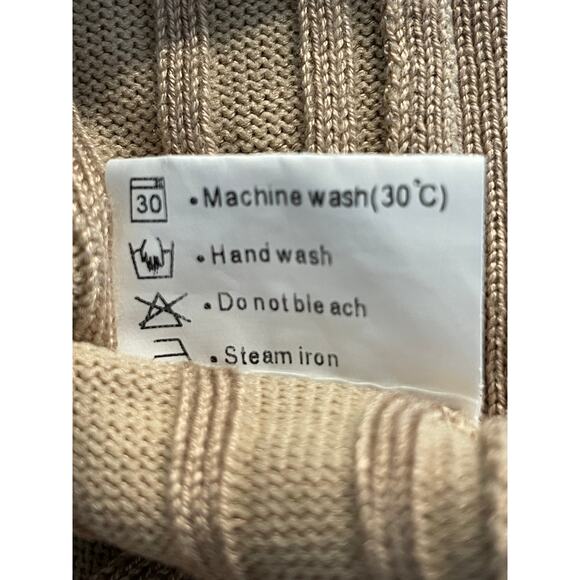 30 • Machine wash(30°C)
• Hand wash
• Do not ble ach
• Steam iron